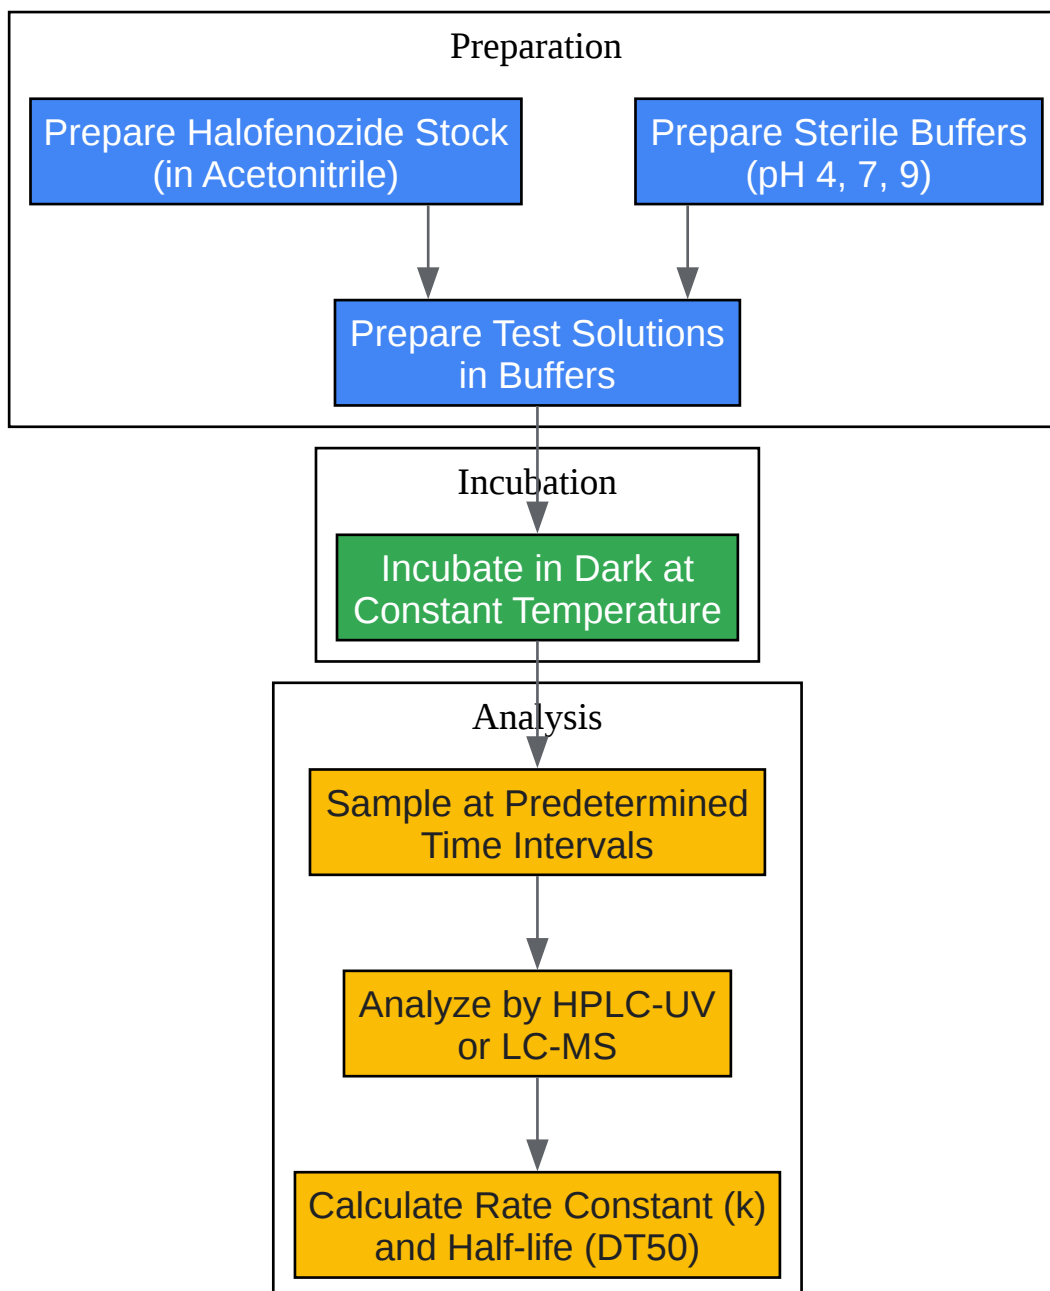 Preparation
Prepare Halofenozide Stock
(in Acetonitrile)
Prepare Sterile Buffers
(pH 4, 7, 9)
Prepare Test Solutions
in Buffers
Incubation
Incubate in Dark at
Constant Temperature
Analysis
Sample at Predetermined
Time Intervals
Analyze by HPLC-UV
or LC-MS
Calculate Rate Constant (k)
and Half-life (DT50)